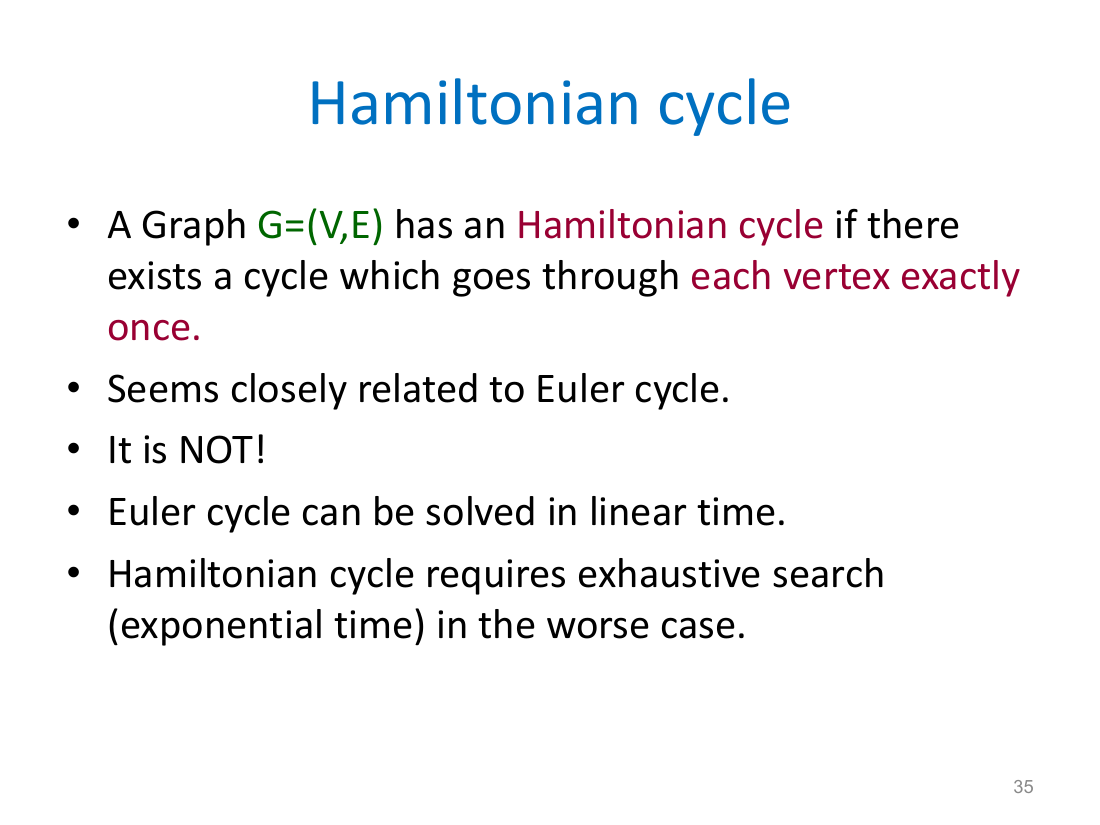 Hamiltonian cycle
• A Graph G=(V,E) has an Hamiltonian cycle if there
exists a cycle which goes through each vertex exactly
once.
• Seems closely related to Euler cycle.
• It is NOT!
• Euler cycle can be solved in linear time.
• Hamiltonian cycle requires exhaustive search
(exponential time) in the worse case.
35